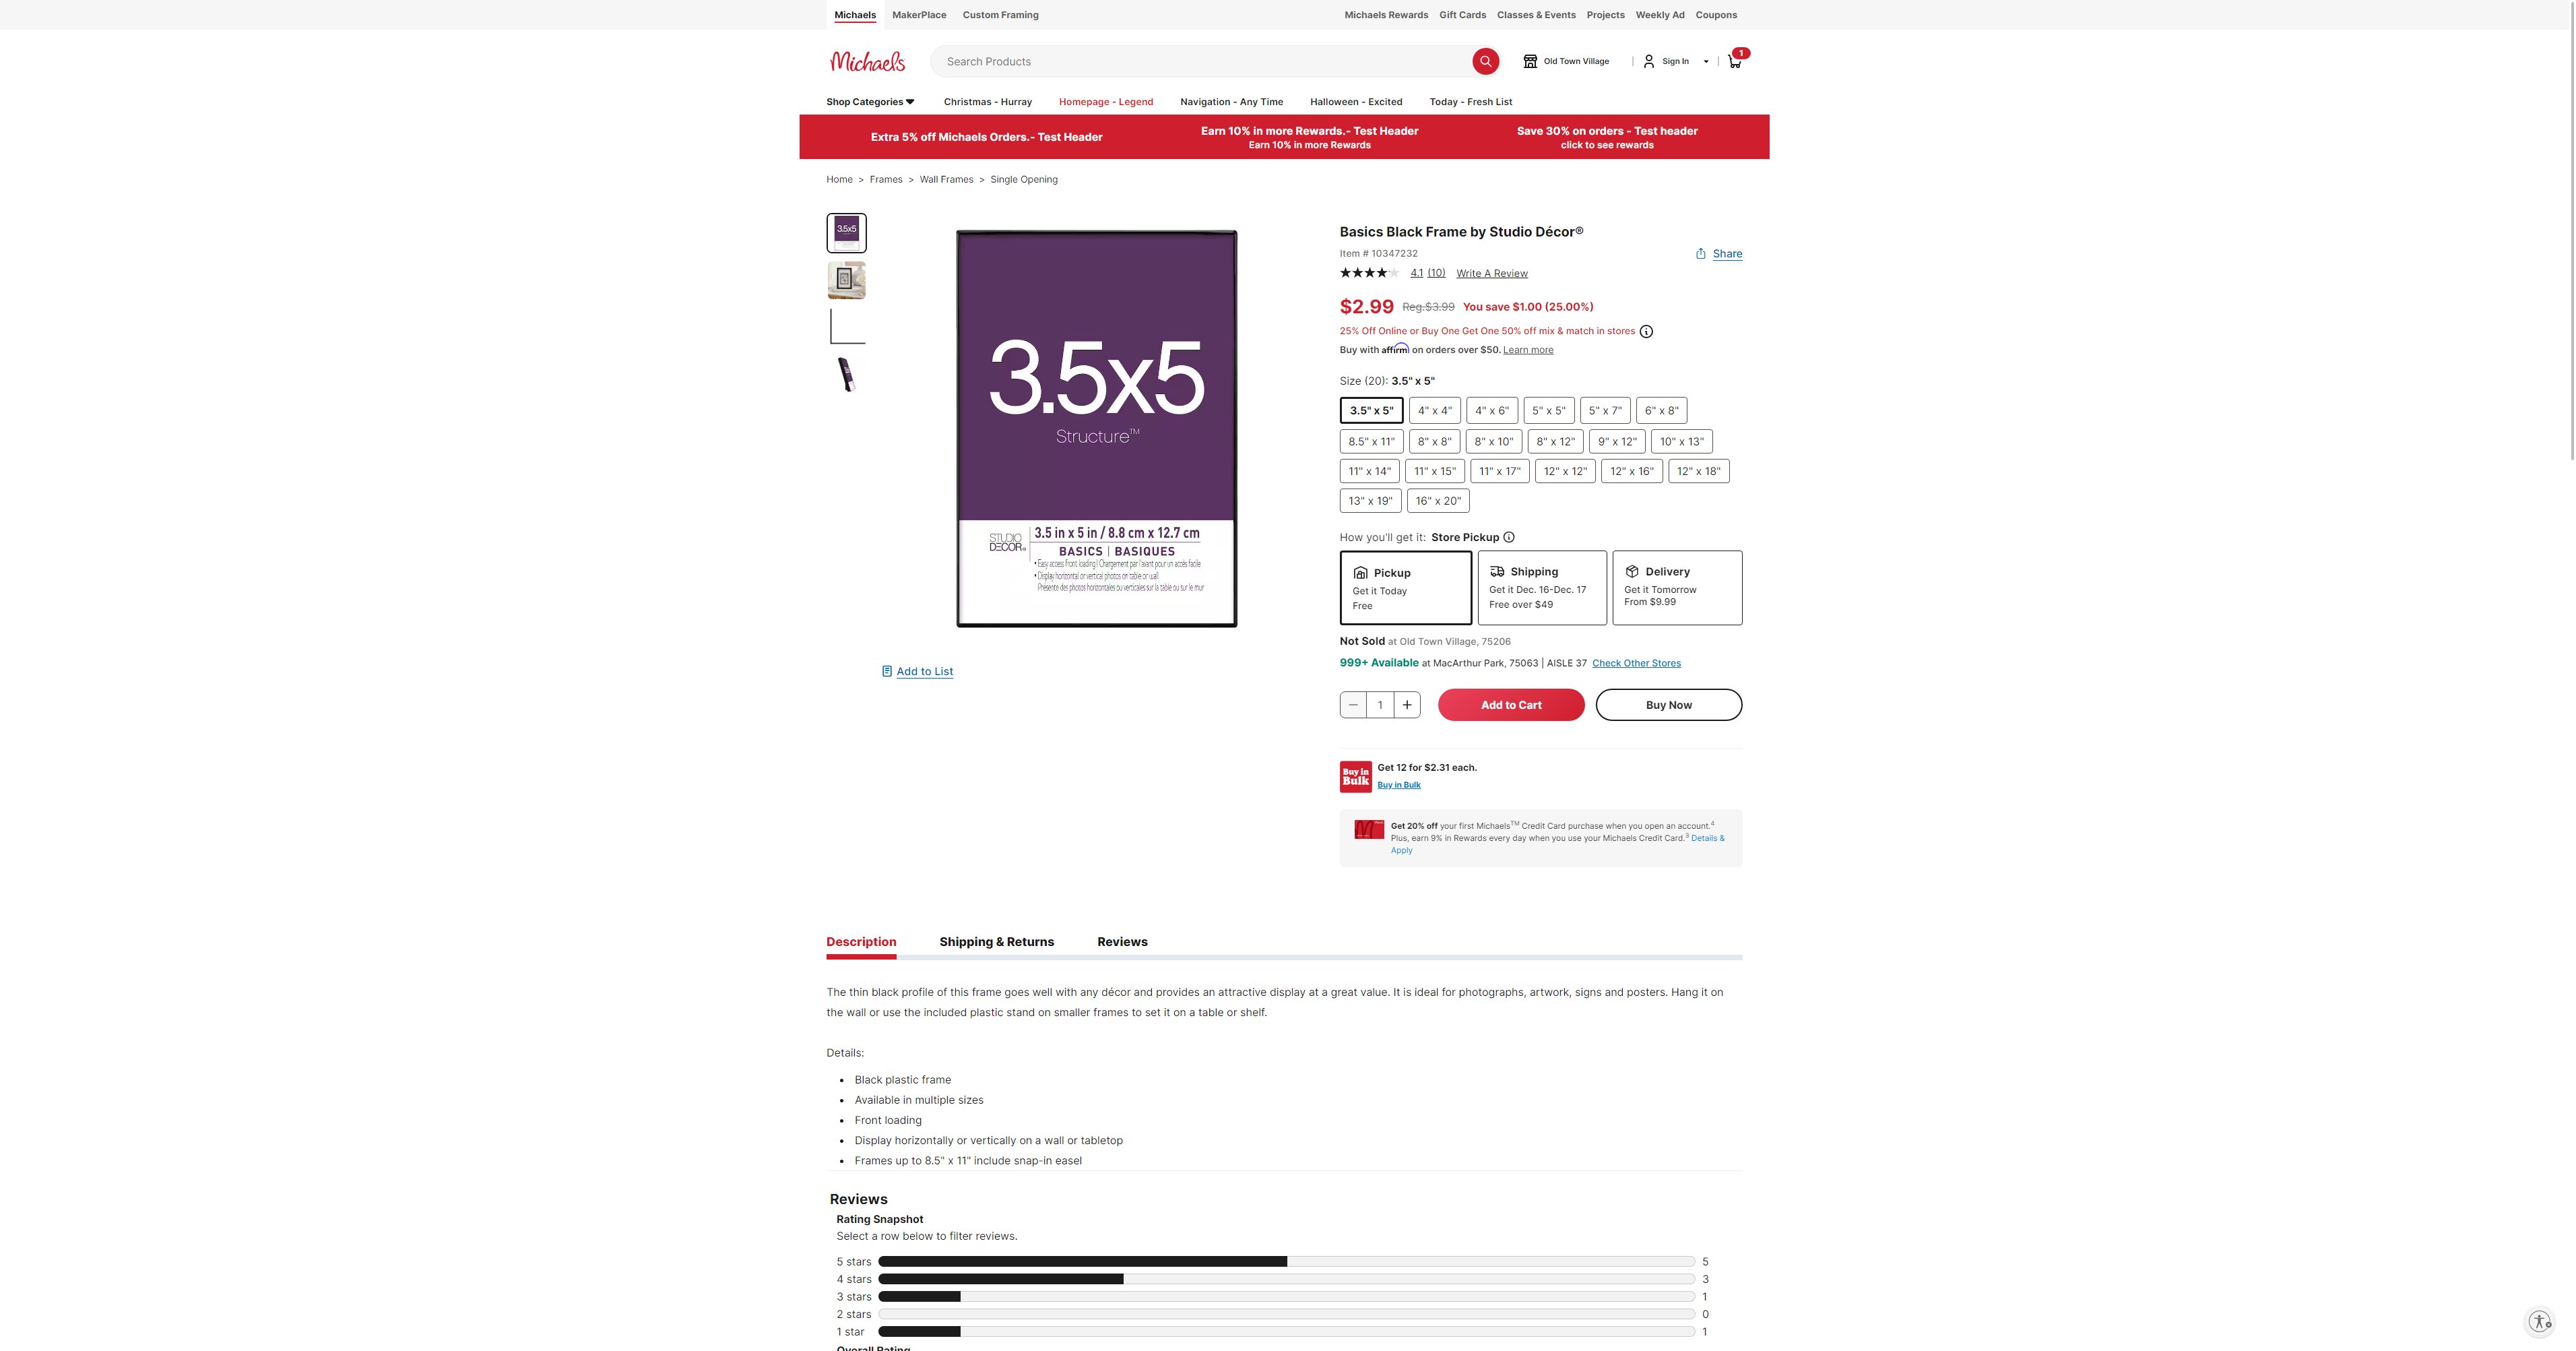 Michaels MakerPlace Custom Framing
Michaels Rewards Gift Cards Classes & Events Projects Weekly Ad Coupons
Michaels
Search Products
Old Town Village
Sign In
1
Shop Categories Christmas - Hurray Homepage - Legend Navigation - Any Time Halloween - Excited Today - Fresh List
Extra 5% off Michaels Orders.- Test Header
Earn 10% in more Rewards.- Test Header
Earn 10% in more Rewards
Save 30% on orders - Test header
click to see rewards
Home > Frames > Wall Frames > Single Opening
3.5x5
3.5x5
Structure™
STUDIO
DECOR
3.5 in x 5 in / 8.8 cm x 12.7 cm
BASICS | BASIQUES
• Easy access front loading | Chargement par l'avant pour un accès facile
• Display horizontal or vertical photos on table or wall
Présente des photos horizontales ou verticales sur la table ou sur le mur
Add to List
Basics Black Frame by Studio Décor®
Item # 10347232
Share
4.1 (10) Write A Review
$2.99 Reg.$3.99 You save $1.00 (25.00%)
25% Off Online or Buy One Get One 50% off mix & match in stores
Buy with affirm on orders over $50. Learn more
Size (20): 3.5" x 5"
3.5" x 5" 4" x 4" 4" x 6" 5" x 5" 5" x 7" 6" x 8"
8.5" x 11" 8" x 8" 8" x 10" 8" x 12" 9" x 12" 10" x 13"
11" x 14" 11" x 15" 11" x 17" 12" x 12" 12" x 16" 12" x 18"
13" x 19" 16" x 20"
How you'll get it: Store Pickup
Pickup
Get it Today
Free
Shipping
Get it Dec. 16-Dec. 17
Free over $49
Delivery
Get it Tomorrow
From $9.99
Not Sold at Old Town Village, 75206
999+ Available at MacArthur Park, 75063 | AISLE 37 Check Other Stores
1
Add to Cart
Buy Now
Buy in
Bulk
Get 12 for $2.31 each.
Buy in Bulk
Get 20% off your first Michaels™ Credit Card purchase when you open an account.⁴
Plus, earn 9% in Rewards every day when you use your Michaels Credit Card.³ Details &
Apply
Description Shipping & Returns Reviews
The thin black profile of this frame goes well with any décor and provides an attractive display at a great value. It is ideal for photographs, artwork, signs and posters. Hang it on
the wall or use the included plastic stand on smaller frames to set it on a table or shelf.
Details:
• Black plastic frame
• Available in multiple sizes
• Front loading
• Display horizontally or vertically on a wall or tabletop
• Frames up to 8.5" x 11" include snap-in easel
Reviews
Rating Snapshot
Select a row below to filter reviews.
5 stars 5
4 stars 3
3 stars 1
2 stars 0
1 star 1
Overall Rating